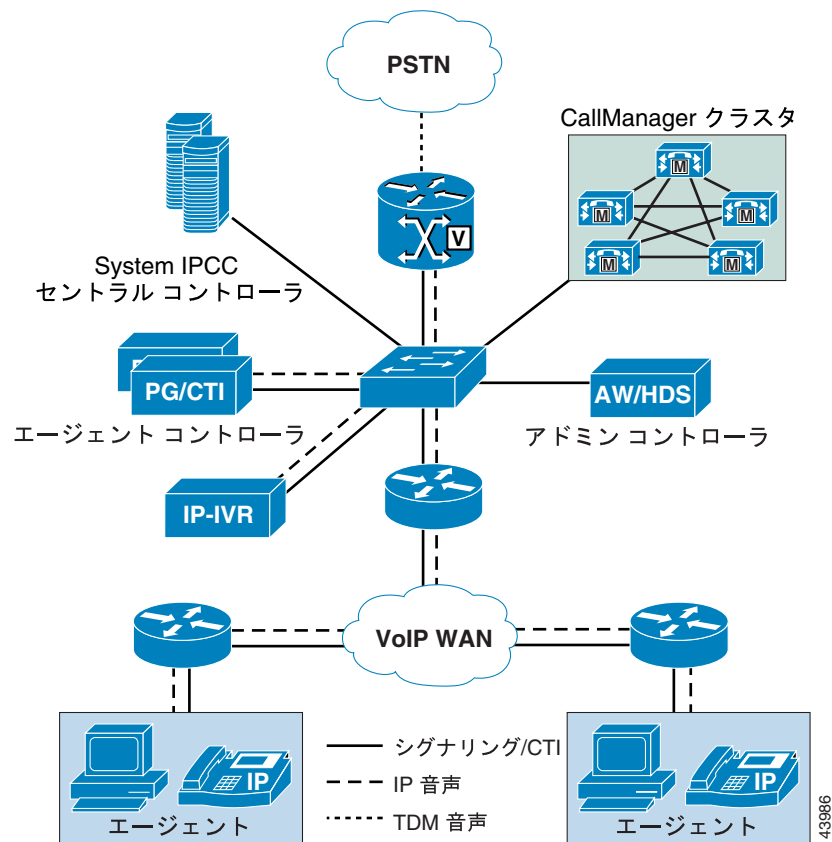 PSTN
CallManager クラスタ
M
M
M
M
M
V
System IPCC
セントラル コントローラ
PG/CTI
エージェント コントローラ
AW/HDS
アドミン コントローラ
IP-IVR
VoIP WAN
IP
エージェント
シグナリング/CTI
IP 音声
TDM 音声
IP
エージェント
43986